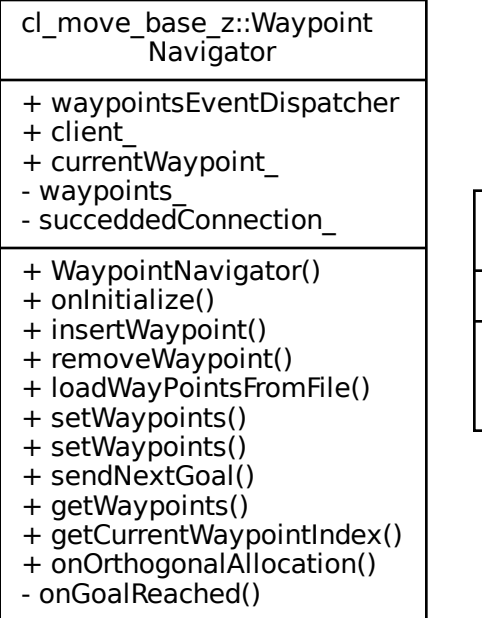 cl_move_base_z::Waypoint
Navigator
+ waypointsEventDispatcher
+ client_
+ currentWaypoint_
- waypoints_
- succeddedConnection_
+ WaypointNavigator()
+ onInitialize()
+ insertWaypoint()
+ removeWaypoint()
+ loadWayPointsFromFile()
+ setWaypoints()
+ setWaypoints()
+ sendNextGoal()
+ getWaypoints()
+ getCurrentWaypointIndex()
+ onOrthogonalAllocation()
- onGoalReached()